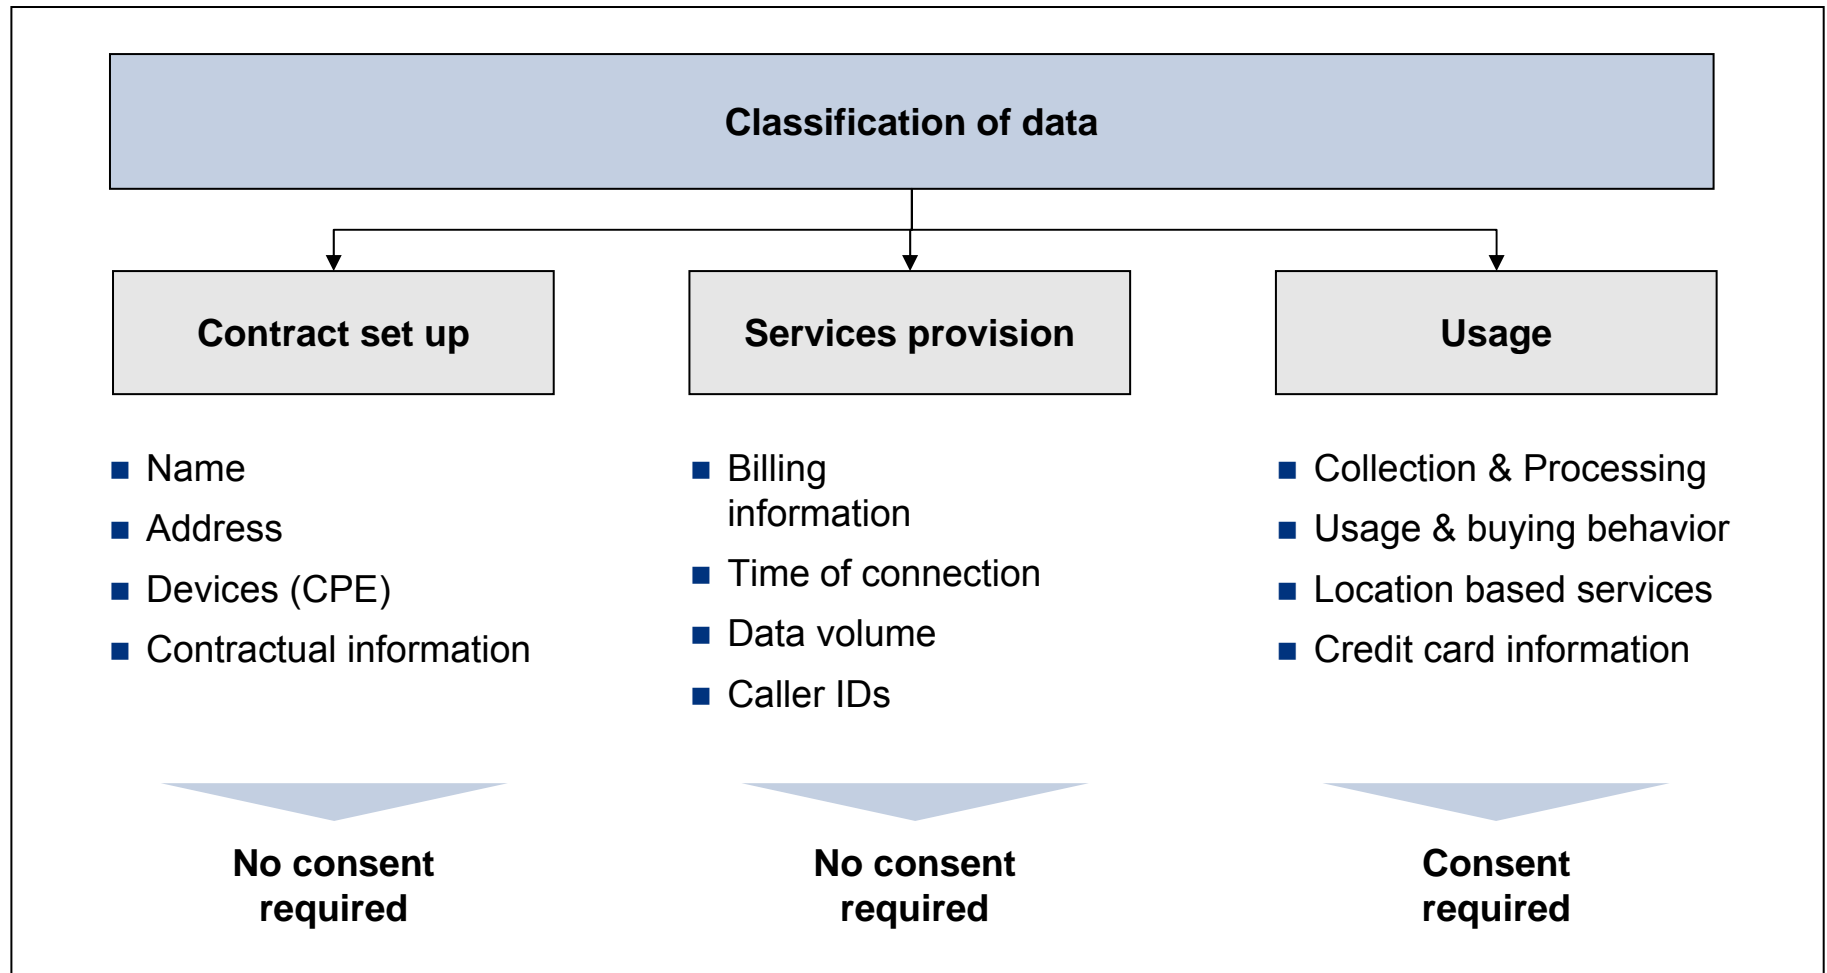 Classification of data
Contract set up
Services provision
Usage
Name
Address
Devices (CPE)
Contractual information
Billing
information
Time of connection
Data volume
Caller IDs
Collection & Processing
Usage & buying behavior
Location based services
Credit card information
No consent
required
No consent
required
Consent
required